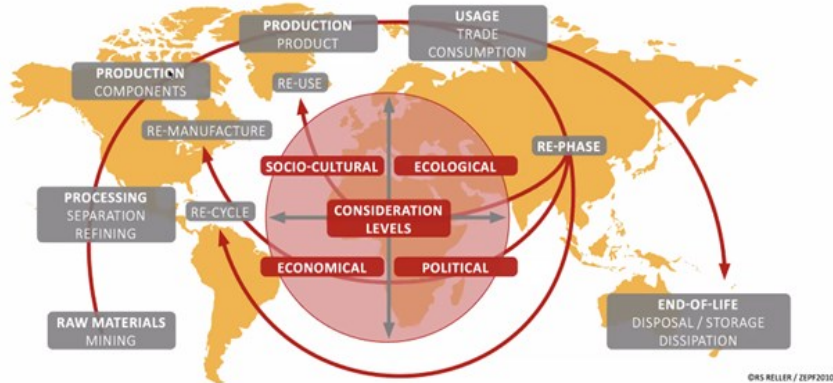 USAGE
TRADE
CONSUMPTION
PRODUCTION
PRODUCT
PRODUCTION
COMPONENTS
RE-USE
RE-MANUFACTURE
RE-PHASE
SOCIO-CULTURAL
ECOLOGICAL
PROCESSING
SEPARATION
REFINING
RE-CYCLE
CONSIDERATION
LEVELS
ECONOMICAL
POLITICAL
RAW MATERIALS
MINING
END-OF-LIFE
DISPOSAL / STORAGE
DISSIPATION
©RS RELLER / ZEPF2010